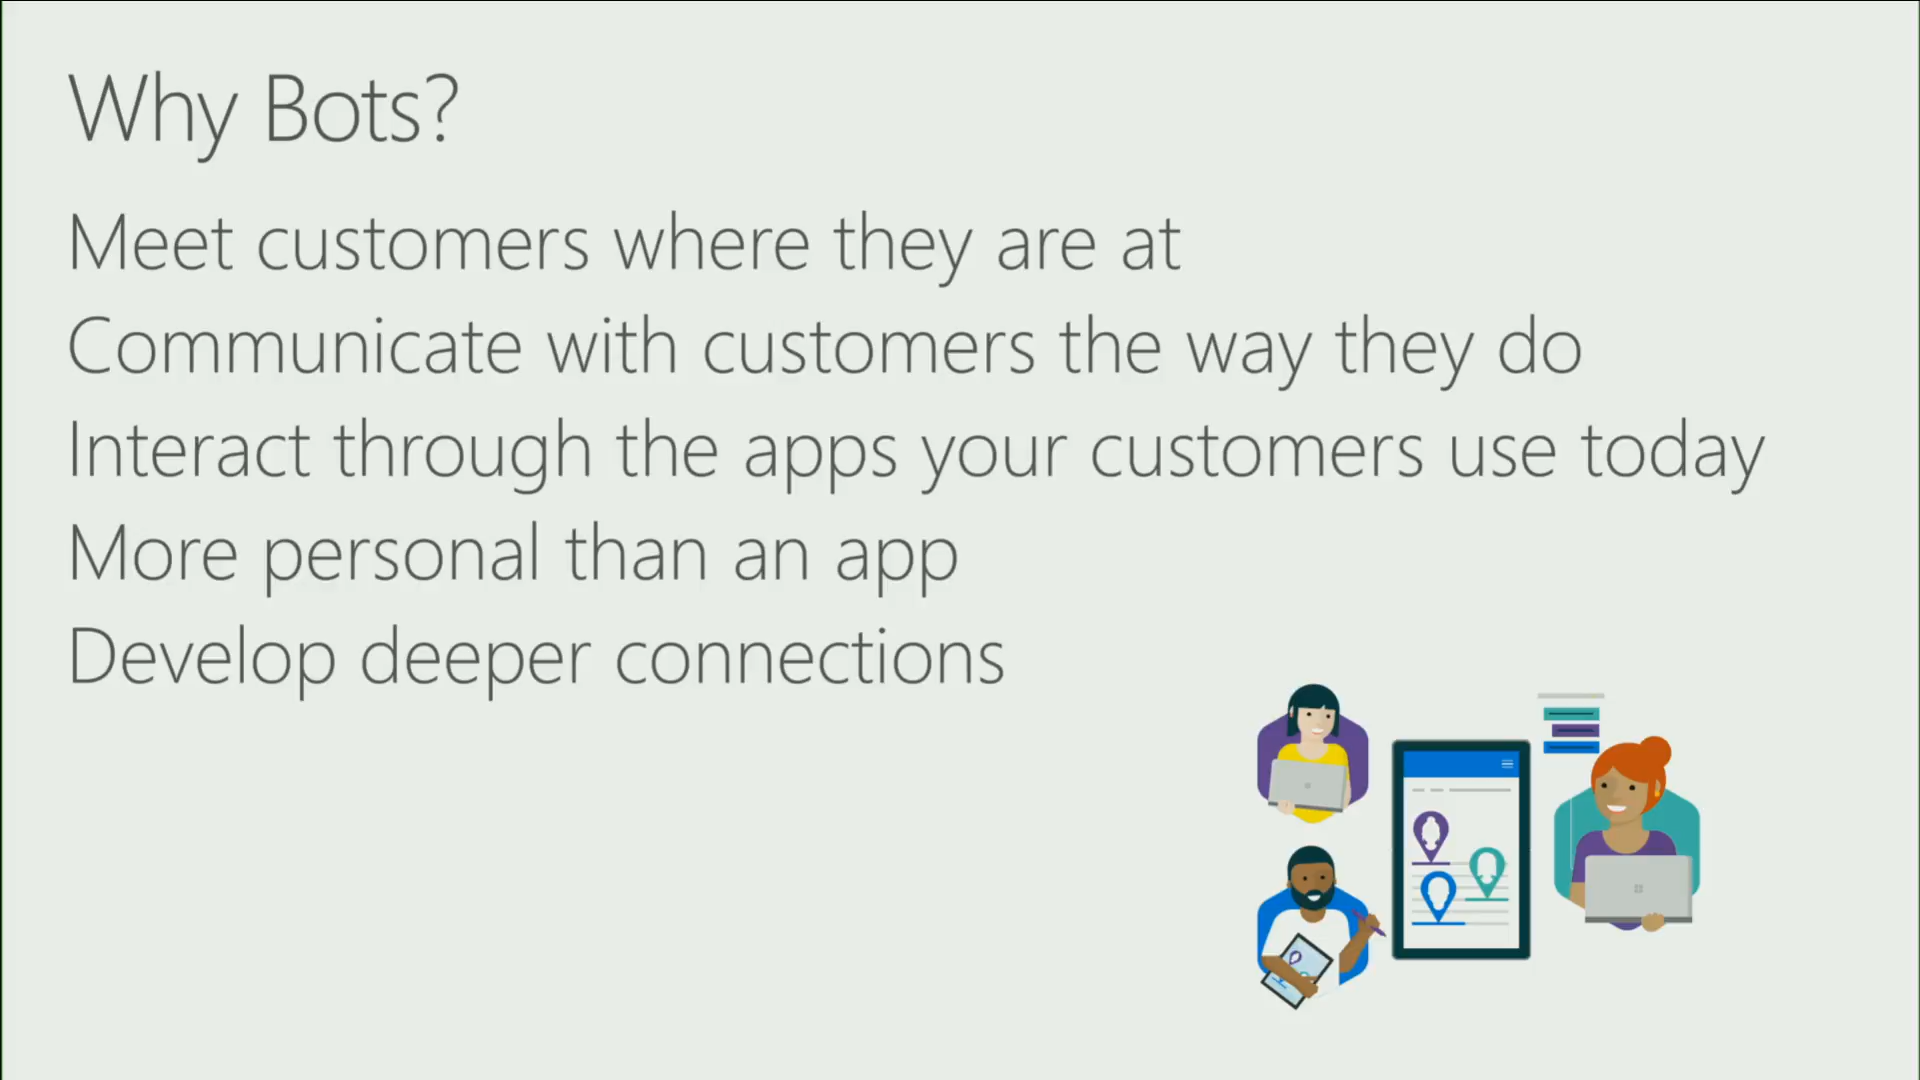 Why Bots?
Meet customers where they are at
Communicate with customers the way they do
Interact through the apps your customers use today
More personal than an app
Develop deeper connections